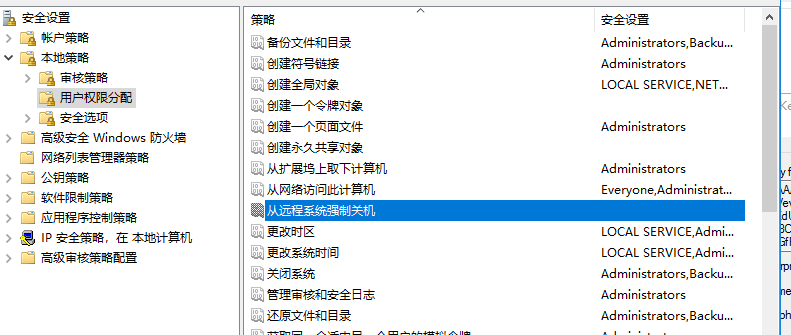 安全设置
帐户策略
本地策略
审核策略
用户权限分配
安全选项
高级安全 Windows 防火墙
网络列表管理器策略
公钥策略
软件限制策略
应用程序控制策略
IP 安全策略，在 本地计算机
高级审核策略配置
策略 安全设置
备份文件和目录 Administrators,Backu...
创建符号链接 Administrators
创建全局对象 LOCAL SERVICE,NET...
创建一个令牌对象
创建一个页面文件 Administrators
创建永久共享对象
从扩展坞上取下计算机 Administrators
从网络访问此计算机 Everyone,Administrat...
从远程系统强制关机
更改时区 LOCAL SERVICE,Admi...
更改系统时间 LOCAL SERVICE,Admi...
关闭系统 Administrators,Backu...
管理审核和安全日志 Administrators
还原文件和目录 Administrators,Backu...